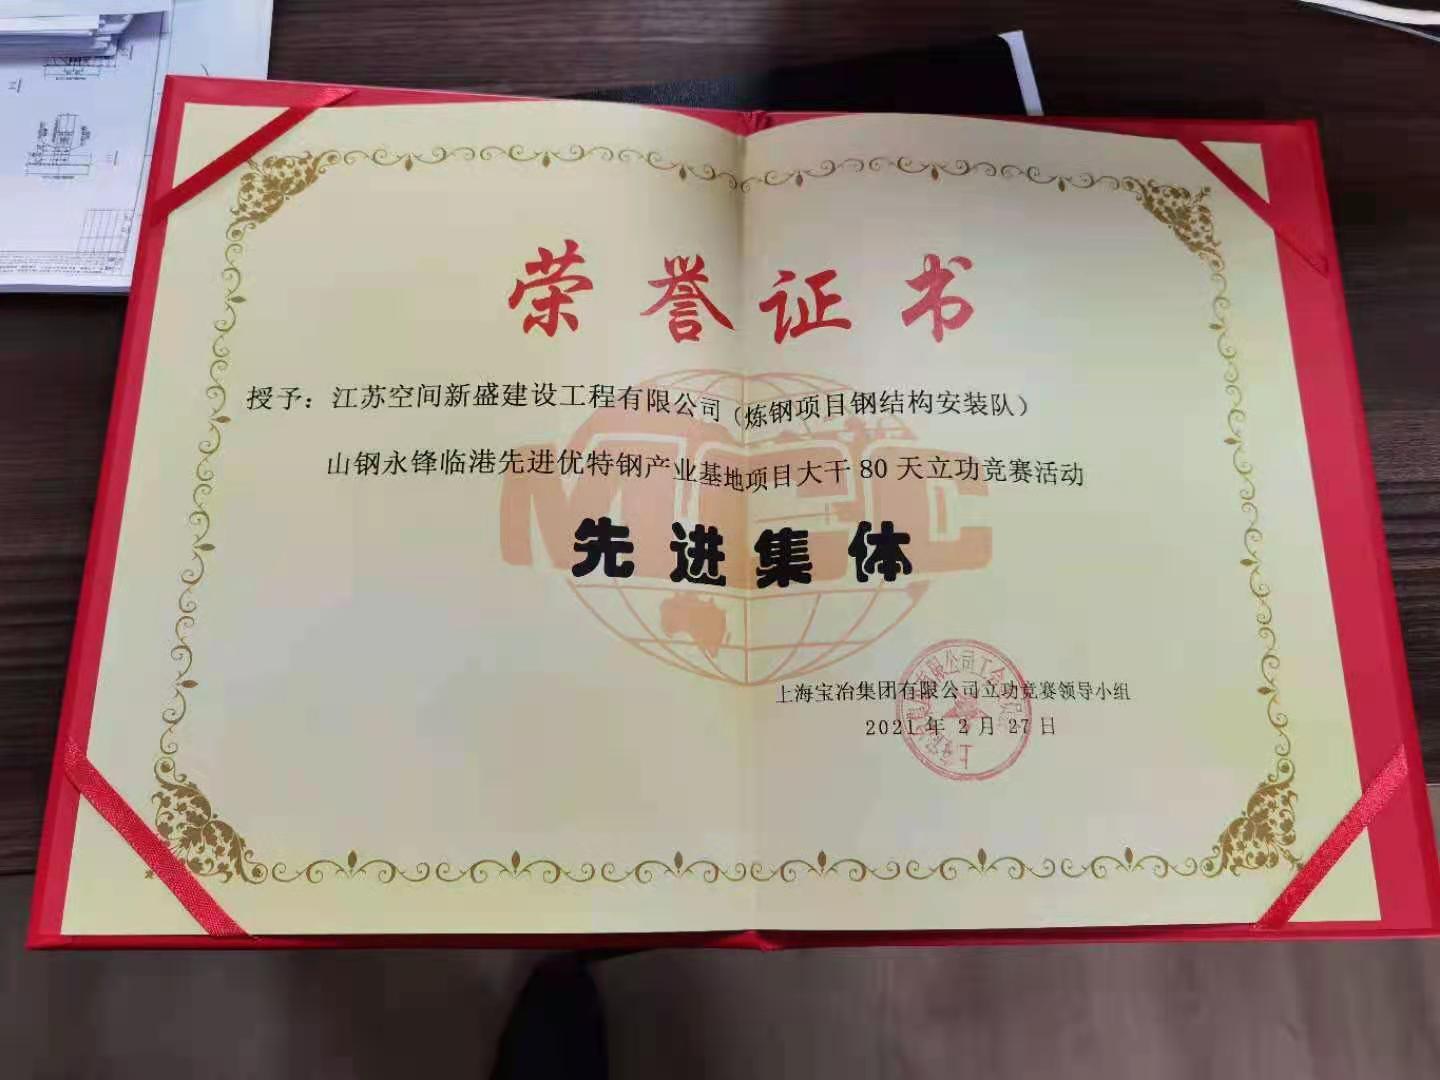 荣誉证书
授予：江苏空间新盛建设工程有限公司（炼钢项目钢结构安装队）
山钢永锋临港先进优特钢产业基地项目大干80天立功竞赛活动
MCC
先进集体
上海宝冶集团有限公司立功竞赛领导小组
2021年2月27日